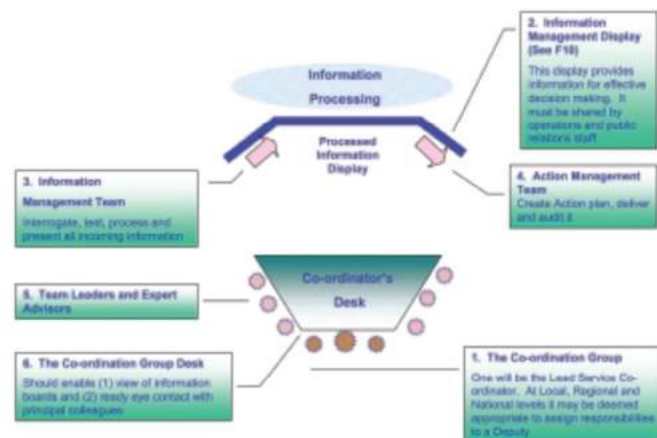 2. Information
Management Display
(See F10)
This display provides
information for effective
decision making. It
must be shared by
operations and public
relations staff
Information
Processing
Processed
Information
Display
3. Information
Management Team
Interrogate, test, process and
present all incoming information
4. Action Management
Team
Create Action plan, deliver
and audit it
Co-ordinator's
Desk
5. Team Leaders and Expert
Advisors
6. The Co-ordination Group Desk
Should enable (1) view of information
boards and (2) ready eye contact with
principal colleagues
1. The Co-ordination Group
One will be the Lead Service Co-
ordinator. At Local, Regional and
National levels it may be deemed
appropriate to assign responsibilities
to a Deputy